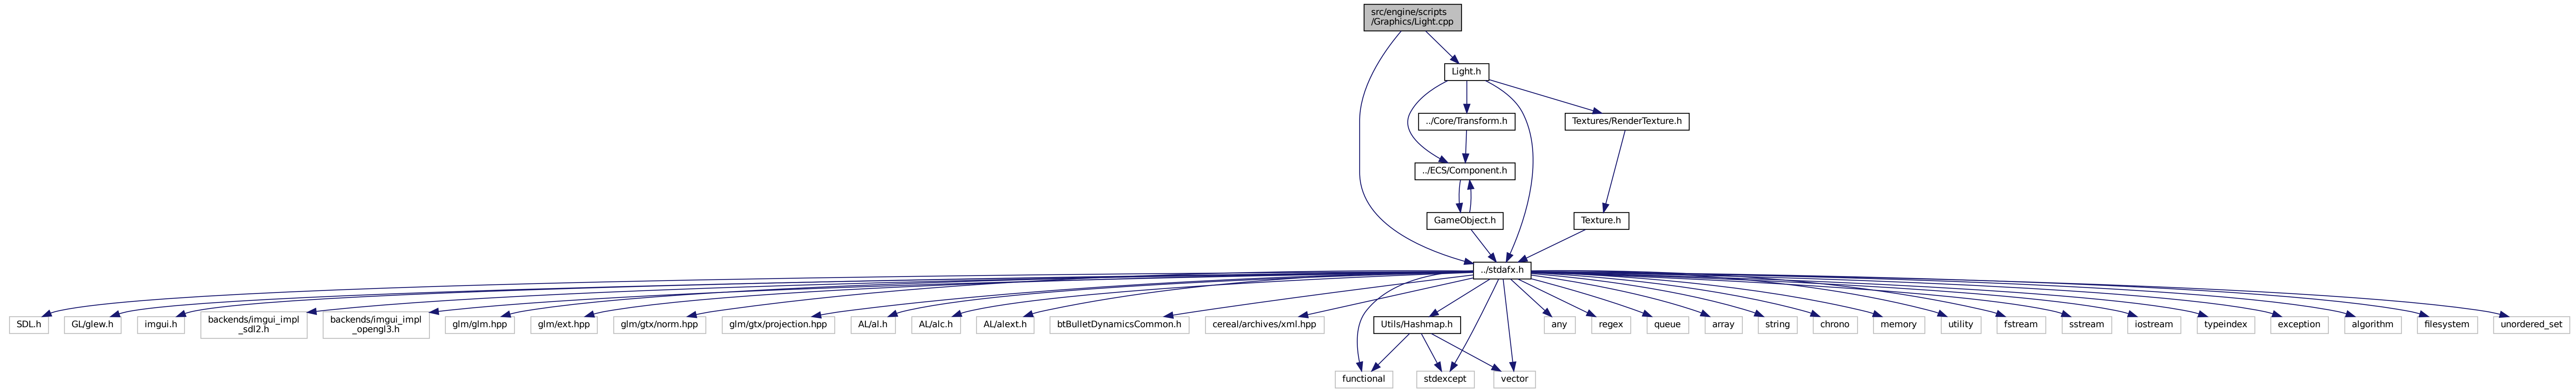 src/engine/scripts
/Graphics/Light.cpp
Light.h
../Core/Transform.h
Textures/RenderTexture.h
../ECS/Component.h
GameObject.h
Texture.h
../stdafx.h
SDL.h
GL/glew.h
imgui.h
backends/imgui_impl
_sdl2.h
backends/imgui_impl
_opengl3.h
glm/glm.hpp
glm/ext.hpp
glm/gtx/norm.hpp
glm/gtx/projection.hpp
AL/al.h
AL/alc.h
AL/alext.h
btBulletDynamicsCommon.h
cereal/archives/xml.hpp
Utils/Hashmap.h
any
regex
queue
array
string
chrono
memory
utility
fstream
sstream
iostream
typeindex
exception
algorithm
filesystem
unordered_set
functional
stdexcept
vector